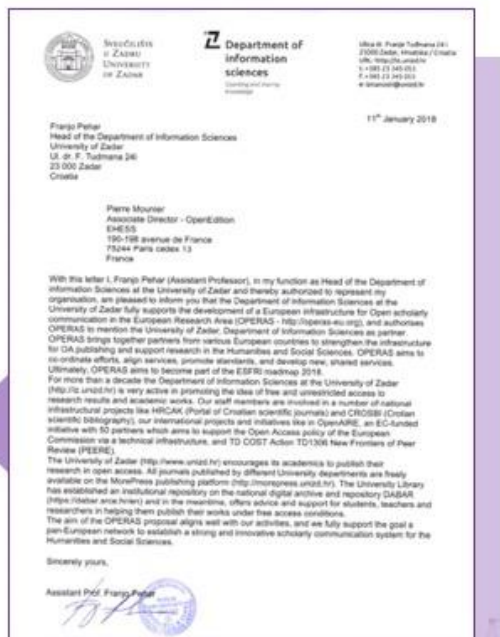 SVEUČILIŠTE
U ZADRU
UNIVERSITY
OF ZADAR
Department of
information
sciences
11th January 2018
Franjo Pehar
Head of the Department of Information Sciences
University of Zadar
Ul. dr. F. Tuđmana 24i
23 000 Zadar
Croatia
Pierre Mounier
Associate Director - OpenEdition
EHESS
190-198 avenue de France
75244 Paris cedex 13
France
With this letter I, Franjo Pehar (Assistant Professor), in my function as Head of the Department of
Information Sciences at the University of Zadar and thereby authorized to represent my
organisation, am pleased to inform you that the Department of Information Sciences at the
University of Zadar fully supports the development of a European infrastructure for Open scholarly
communication in the European Research Area (OPERAS - http://operas-eu.org), and authorises
OPERAS to mention the University of Zadar, Department of Information Sciences as partner.
OPERAS brings together partners from various European countries to strengthen the infrastructure
for OA publishing and support research in the Humanities and Social Sciences. OPERAS aims to
co-ordinate efforts, align services, promote standards, and develop new, shared services.
Ultimately, OPERAS aims to become part of the ESFRI roadmap 2018.
For more than a decade the Department of Information Sciences at the University of Zadar
(http://ic.unizd.hr) is very active in promoting the idea of free and unrestricted access to
research results and academic works. Our staff members are involved in a number of national
infrastructural projects like HRCAK (Portal of Croatian scientific journals) and CROSBI (Crotian
scientific bibliography), our international projects and initiatives like in OpenAIRE, an EC-funded
initiative with 50 partners which aims to support the Open Access policy of the European
Commission via a technical infrastructure, and TD COST Action TD1306 New Frontiers of Peer
Review (PEERE).
The University of Zadar (http://www.unizd.hr) encourages its academics to publish their
research in open access. All journals published by different University departments are freely
available on the MorePress publishing platform (http://morepress.unizd.hr). The University Library
has established an institutional repository on the national digital archive and repository DABAR
(https://dabar.srce.hr/en) and in the meantime, offers advice and support for students, teachers and
researchers in helping them publish their works under free access conditions.
The aim of the OPERAS proposal aligns well with our activities, and we fully support the goal a
pan-European network to establish a strong and innovative scholarly communication system for the
Humanities and Social Sciences.
Sincerely yours,
Assistant Prof. Franjo Pehar